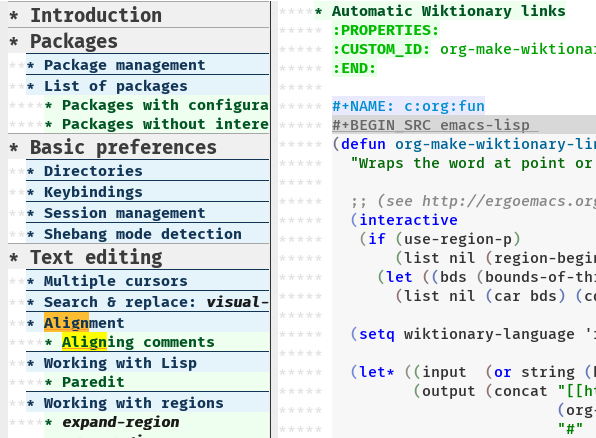 * Introduction
* Packages
* Package management
* List of packages
* Packages with configura
* Packages without intere
* Basic preferences
* Directories
* Keybindings
* Session management
* Shebang mode detection
* Text editing
* Multiple cursors
* Search & replace: visual-
* Alignment
* Aligning comments
* Working with Lisp
* Paredit
* Working with regions
* expand-region
* Automatic Wiktionary links
:PROPERTIES:
:CUSTOM_ID: org-make-wiktionar
:END:
#+NAME: c:org:fun
#+BEGIN_SRC emacs-lisp
(defun org-make-wiktionary-lin
"Wraps the word at point or
;; (see http://ergoemacs.org
(interactive
(if (use-region-p)
(list nil (region-begin
(let ((bds (bounds-of-th
(list nil (car bds) (c
(setq wiktionary-language '
(let* ((input (or string (
(output (concat "[[h
(org-
"#"